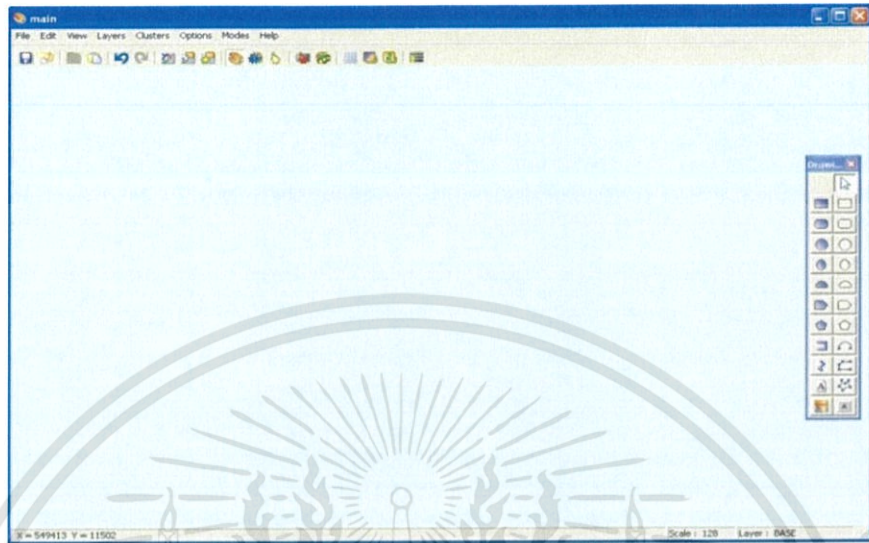 main
File Edit View Layers Clusters Options Modes Help
X = 549413 Y = 11502
Scale : 128 Layer : BASE